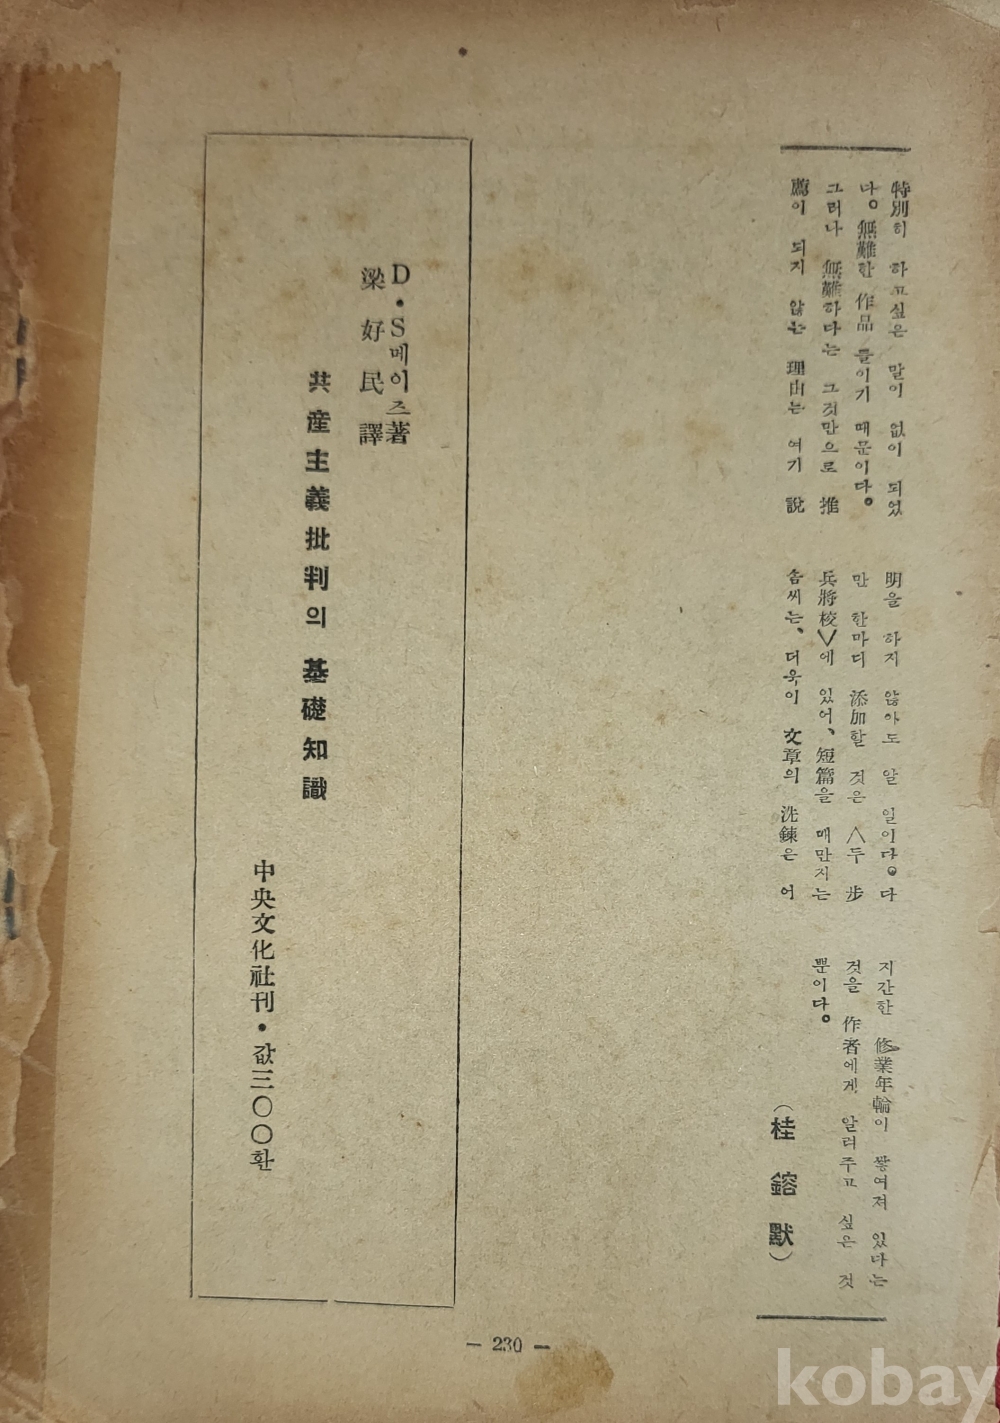 特別히 하고싶은 말이 없이 되었
다。無難한 作品들이기 때문이다。
그러나 無難하다는 그것만으로 推
薦이 되지 않는 理由는 여기 說
明을 하지 않아도 알 일이다。다
만 한마디 添加할 것은 〈두 步
兵將校〉에 있어、短篇을 매만지는
솜씨는、더욱이 文章의 洗鍊은 어
지간한 修業年輪이 쌓여져 있다는
것을 作者에게 알려주고 싶은 것
뿐이다。
(桂鎔默)
D・S메이즈著
梁好民譯
共産主義批判의 基礎知識
中央文化社刊・값三〇〇환
— 230 —
kobay